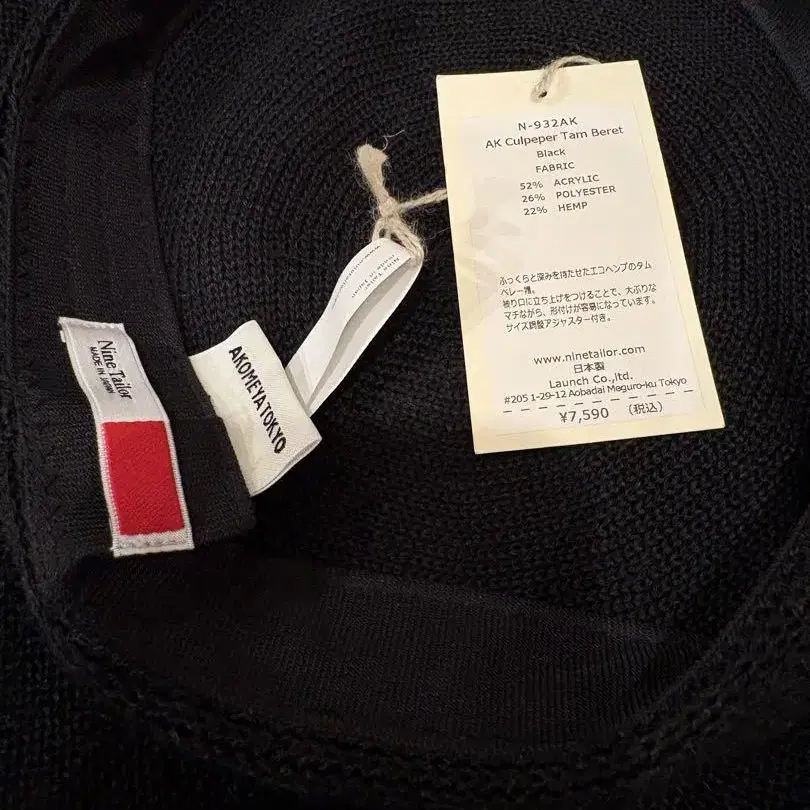 N-932AK
AK Culpeper Tam Beret
Black
FABRIC
52% ACRYLIC
26% POLYESTER
22% HEMP
ふっくらと深みを持たせたエコヘンプのタム
ベレー帽。
被り口に立ち上げをつけることで、大ぶりな
マチながら、形付けが容易になっています。
サイズ調整アジャスター付き。
www.ninetailor.com
日本製
Launch Co.,ltd.
#205 1-29-12 Aobadai Meguro-ku Tokyo
¥7,590 (税込)
Nine Tailor
MADE IN JAPAN
AKOMEYA TOKYO
Nine Tailor
made in Japan